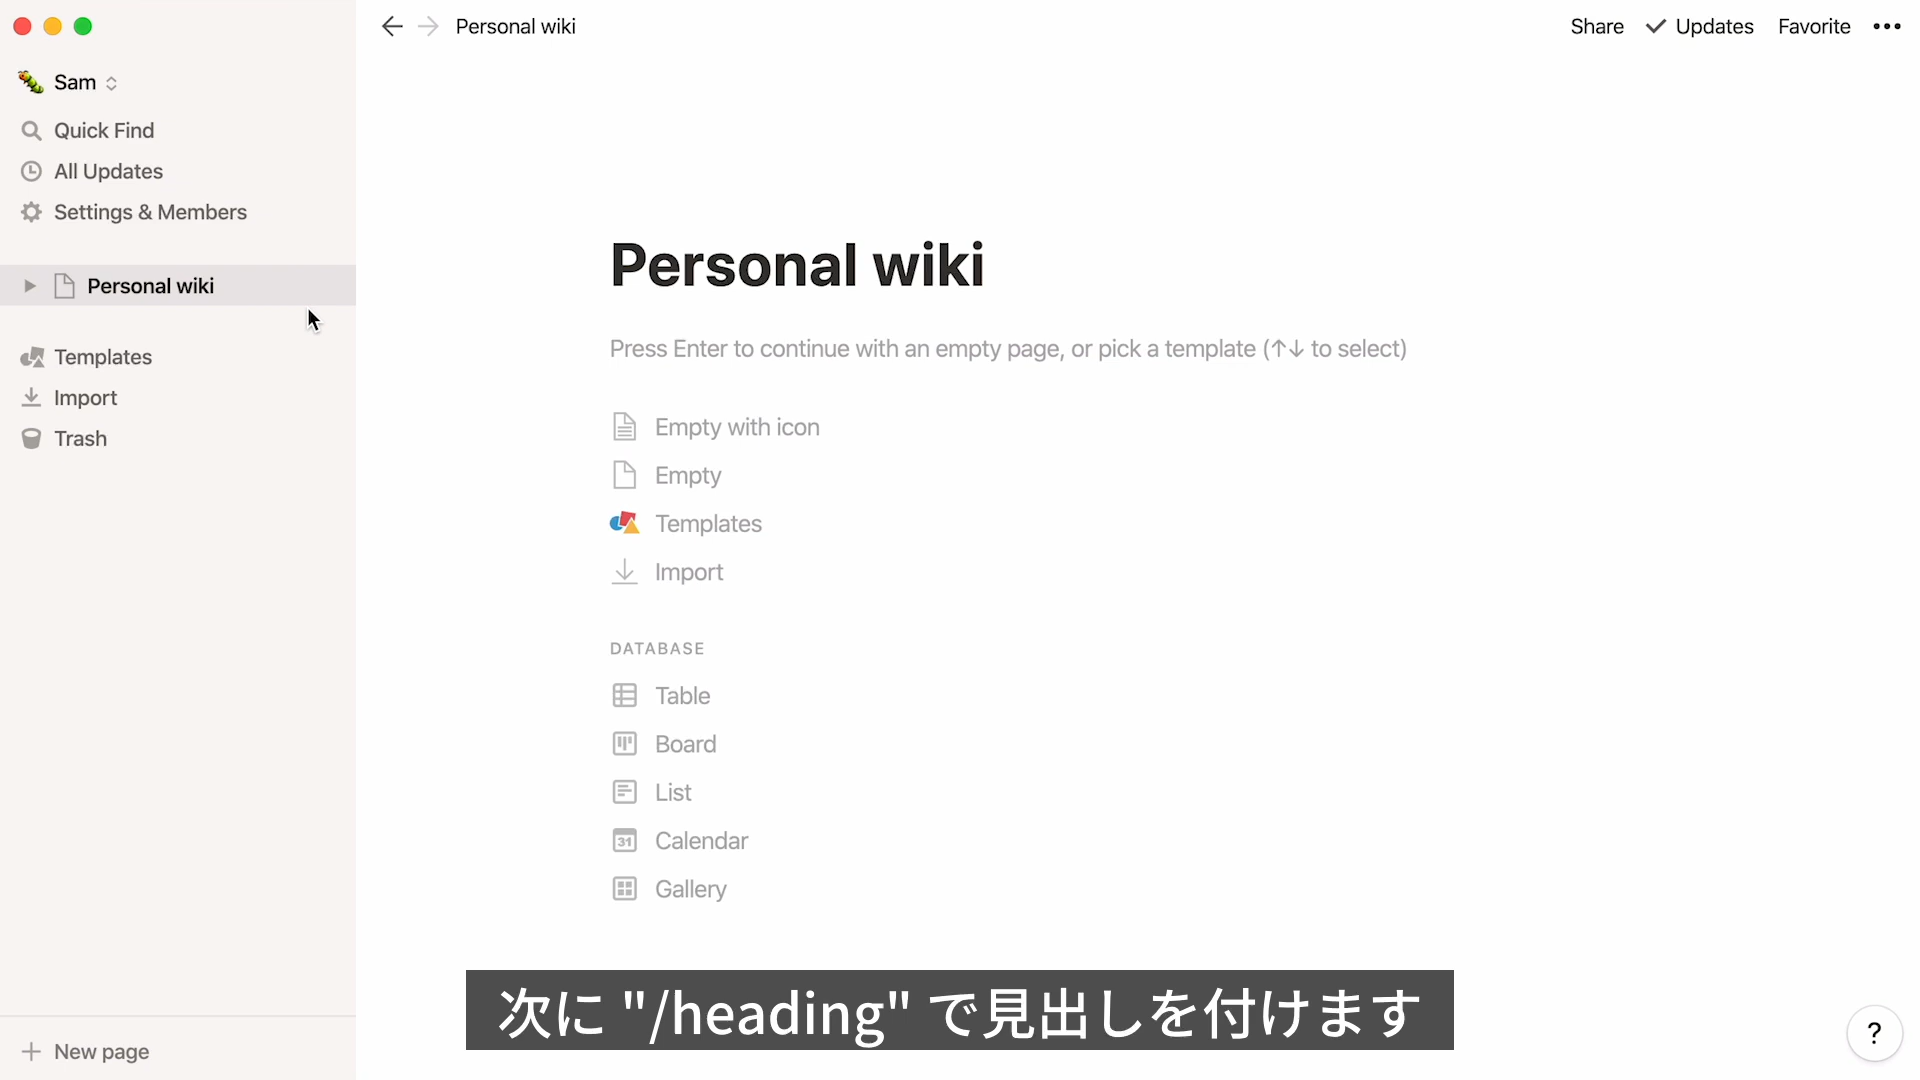 Personal wiki
Share
Updates
Favorite
Sam
Quick Find
All Updates
Settings & Members
Personal wiki
Templates
Import
Trash
New page
Personal wiki
Press Enter to continue with an empty page, or pick a template (↑↓ to select)
Empty with icon
Empty
Templates
Import
DATABASE
Table
Board
List
31
Calendar
Gallery
次に "/heading" で見出しを付けます
?